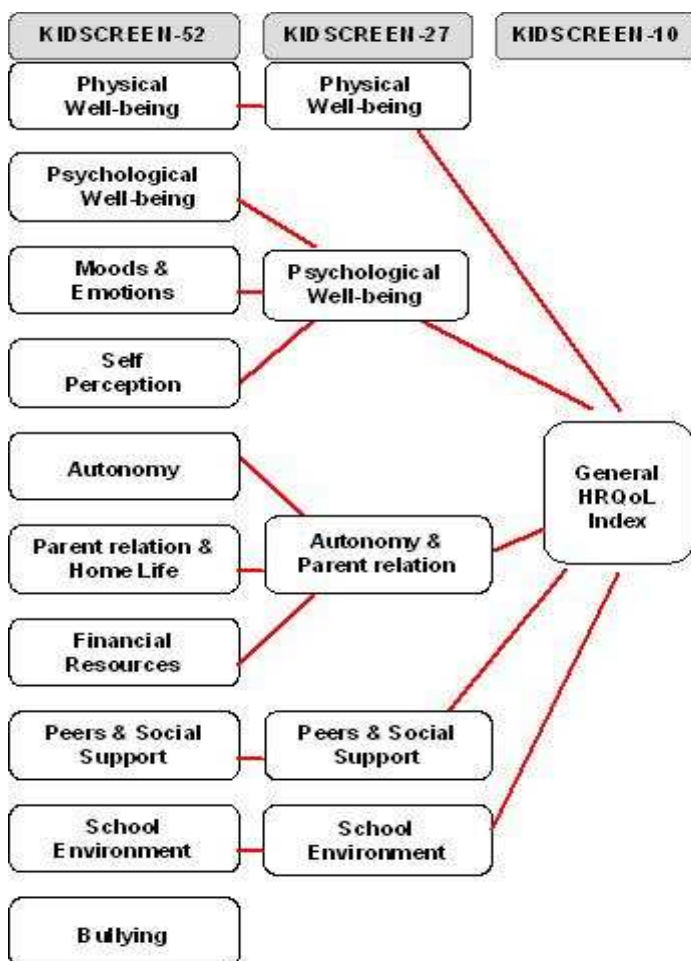 KIDSCREEN-52
KIDSCREEN-27
KIDSCREEN-10
Physical
Well-being
Physical
Well-being
Psychological
Well-being
Moods &
Emotions
Psychological
Well-being
Self
Perception
Autonomy
General
HRQoL
Index
Parent relation &
Home Life
Autonomy &
Parent relation
Financial
Resources
Peers & Social
Support
Peers & Social
Support
School
Environment
School
Environment
Bullying